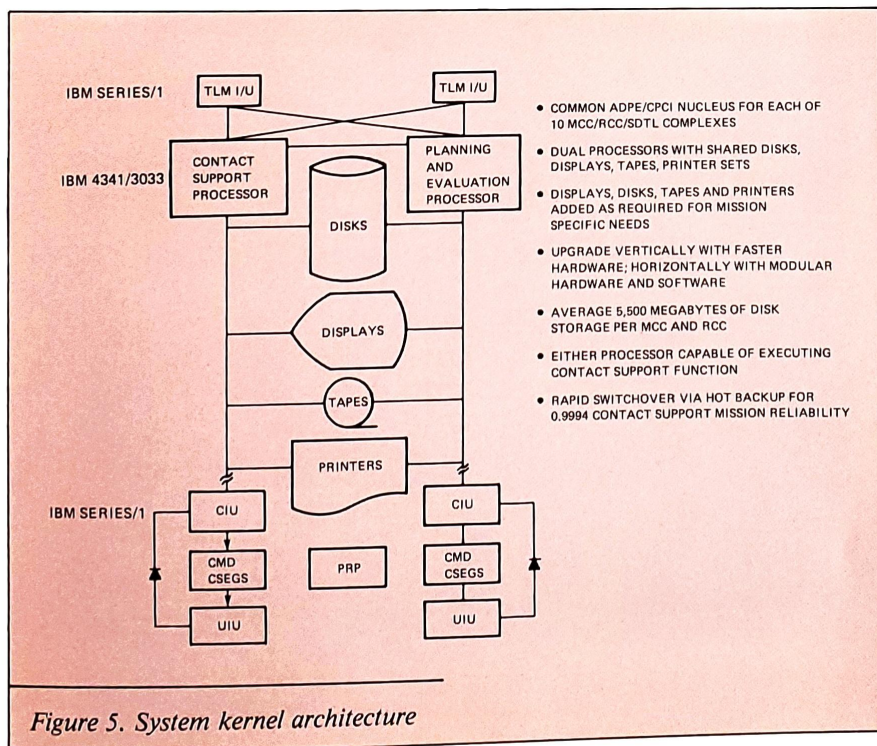 IBM SERIES/1
TLM I/U
TLM I/U
IBM 4341/3033
CONTACT
SUPPORT
PROCESSOR
PLANNING
AND
EVALUATION
PROCESSOR
DISKS
DISPLAYS
TAPES
PRINTERS
IBM SERIES/1
CIU
CIU
CMD
CSEGS
PRP
CMD
CSEGS
UIU
UIU
• COMMON ADPE/CPCI NUCLEUS FOR EACH OF
10 MCC/RCC/SDTL COMPLEXES
• DUAL PROCESSORS WITH SHARED DISKS,
DISPLAYS, TAPES, PRINTER SETS
• DISPLAYS, DISKS, TAPES AND PRINTERS
ADDED AS REQUIRED FOR MISSION
SPECIFIC NEEDS
• UPGRADE VERTICALLY WITH FASTER
HARDWARE; HORIZONTALLY WITH MODULAR
HARDWARE AND SOFTWARE
• AVERAGE 5,500 MEGABYTES OF DISK
STORAGE PER MCC AND RCC
• EITHER PROCESSOR CAPABLE OF EXECUTING
CONTACT SUPPORT FUNCTION
• RAPID SWITCHOVER VIA HOT BACKUP FOR
0.9994 CONTACT SUPPORT MISSION RELIABILITY
Figure 5. System kernel architecture